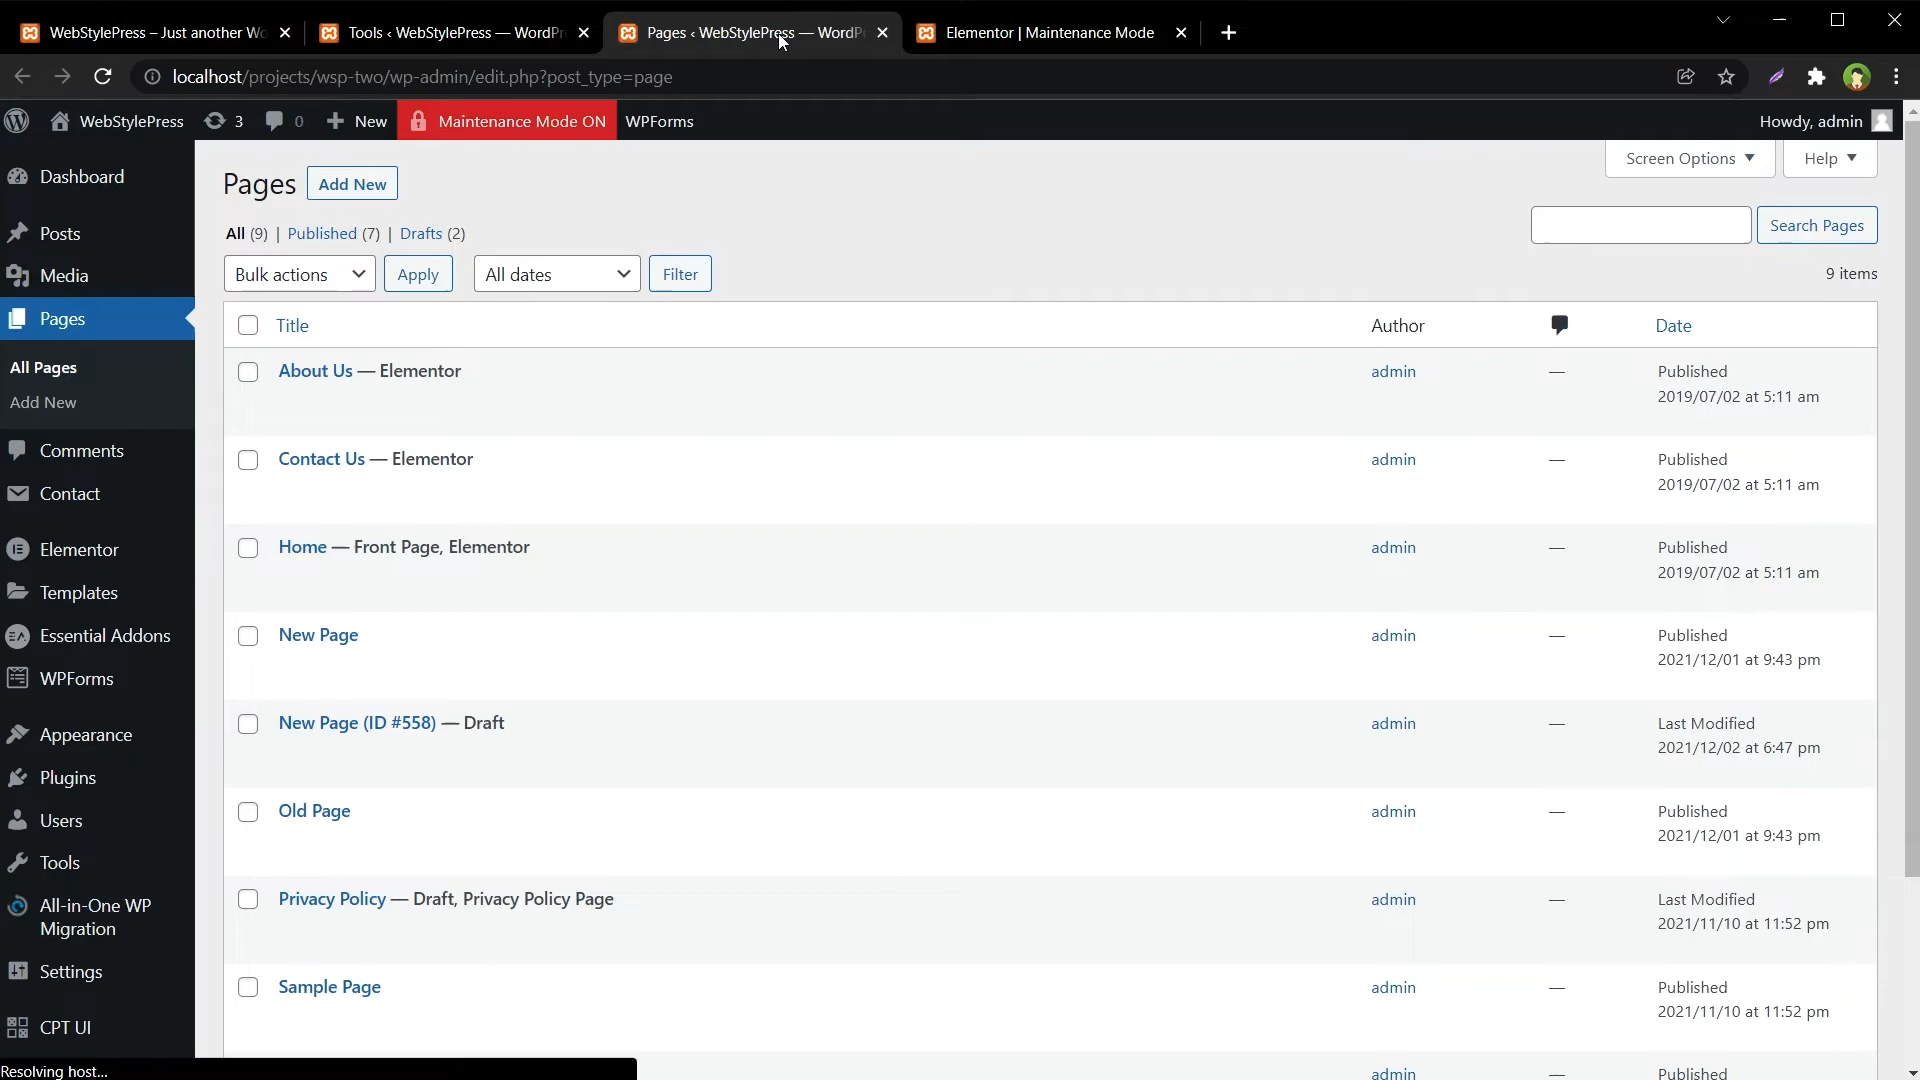 WebStylePress – Just another Wo
Tools ‹ WebStylePress — WordPr
Pages ‹ WebStylePress — WordP
Elementor | Maintenance Mode
localhost/projects/wsp-two/wp-admin/edit.php?post_type=page
WebStylePress 3 0 New Maintenance Mode ON WPForms Howdy, admin
Screen Options Help
Dashboard
Posts
Media
Pages
All Pages
Add New
Comments
Contact
Elementor
Templates
Essential Addons
WPForms
Appearance
Plugins
Users
Tools
All-in-One WP
Migration
Settings
CPT UI
Pages Add New
All (9) | Published (7) | Drafts (2)
Search Pages
Bulk actions Apply All dates Filter 9 items
Title Author Date
About Us — Elementor admin — Published
2019/07/02 at 5:11 am
Contact Us — Elementor admin — Published
2019/07/02 at 5:11 am
Home — Front Page, Elementor admin — Published
2019/07/02 at 5:11 am
New Page admin — Published
2021/12/01 at 9:43 pm
New Page (ID #558) — Draft admin — Last Modified
2021/12/02 at 6:47 pm
Old Page admin — Published
2021/12/01 at 9:43 pm
Privacy Policy — Draft, Privacy Policy Page admin — Last Modified
2021/11/10 at 11:52 pm
Sample Page admin — Published
2021/11/10 at 11:52 pm
admin — Published
Resolving host...